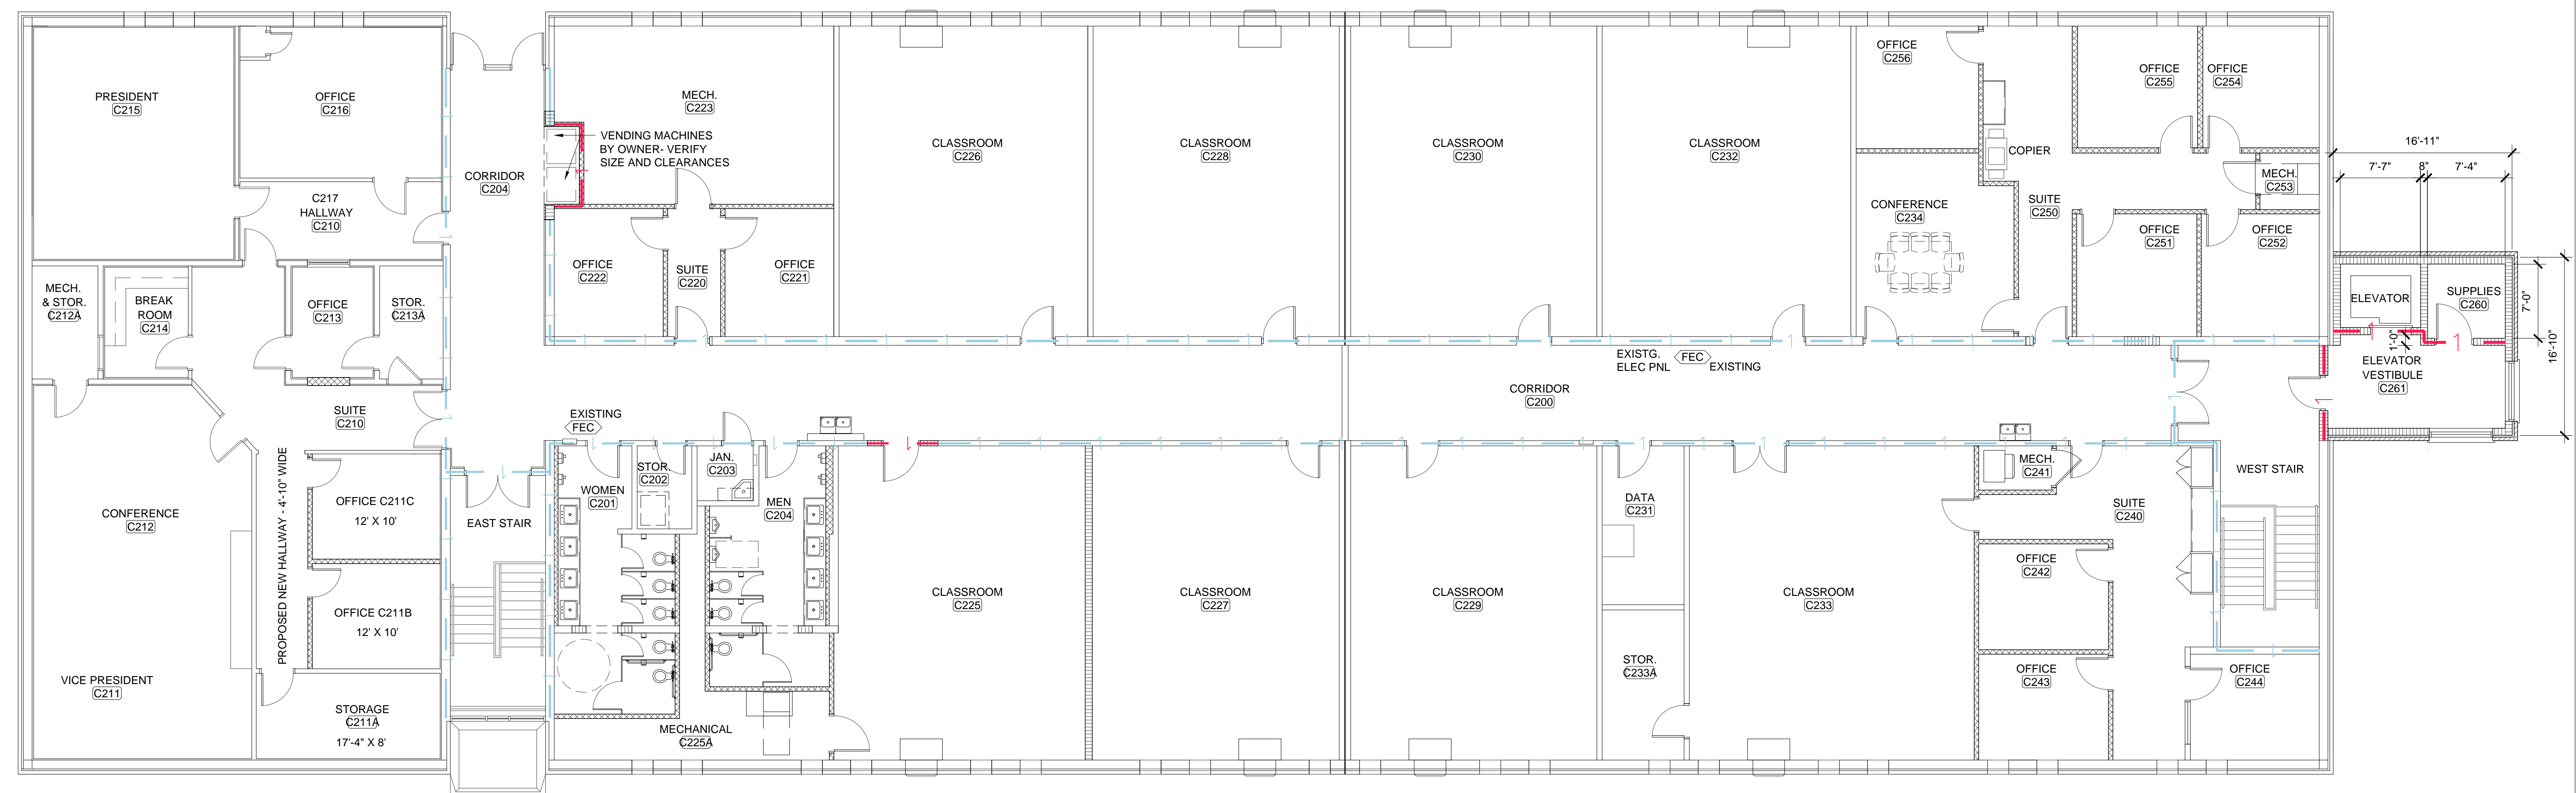 PRESIDENT
C215
OFFICE
C216
CORRIDOR
C204
MECH.
C223
VENDING MACHINES
BY OWNER- VERIFY
SIZE AND CLEARANCES
CLASSROOM
C226
CLASSROOM
C228
CLASSROOM
C230
CLASSROOM
C232
OFFICE
C256
COPIER
OFFICE
C255
OFFICE
C254
MECH.
C253
16'-11"
7'-7"
8"
7'-4"
C217
HALLWAY
C210
OFFICE
C222
SUITE
C220
OFFICE
C221
CONFERENCE
C234
SUITE
C250
OFFICE
C251
OFFICE
C252
ELEVATOR
SUPPLIES
C260
7'-0"
16'-10"
1'-0"
1
1
ELEVATOR
VESTIBULE
C261
1
MECH.
& STOR.
C212A
BREAK
ROOM
C214
OFFICE
C213
STOR.
C213A
EXISTG.
ELEC PNL
FEC
EXISTING
CORRIDOR
C200
SUITE
C210
EXISTING
FEC
WOMEN
C201
STOR.
C202
JAN.
C203
MEN
C204
1
DATA
C231
MECH.
C241
SUITE
C240
WEST STAIR
CONFERENCE
C212
PROPOSED NEW HALLWAY - 4'-10" WIDE
OFFICE C211C
12' X 10'
EAST STAIR
OFFICE C211B
12' X 10'
CLASSROOM
C225
CLASSROOM
C227
CLASSROOM
C229
CLASSROOM
C233
OFFICE
C242
STOR.
C233A
OFFICE
C243
OFFICE
C244
VICE PRESIDENT
C211
STORAGE
C211A
17'-4" X 8'
MECHANICAL
C225A